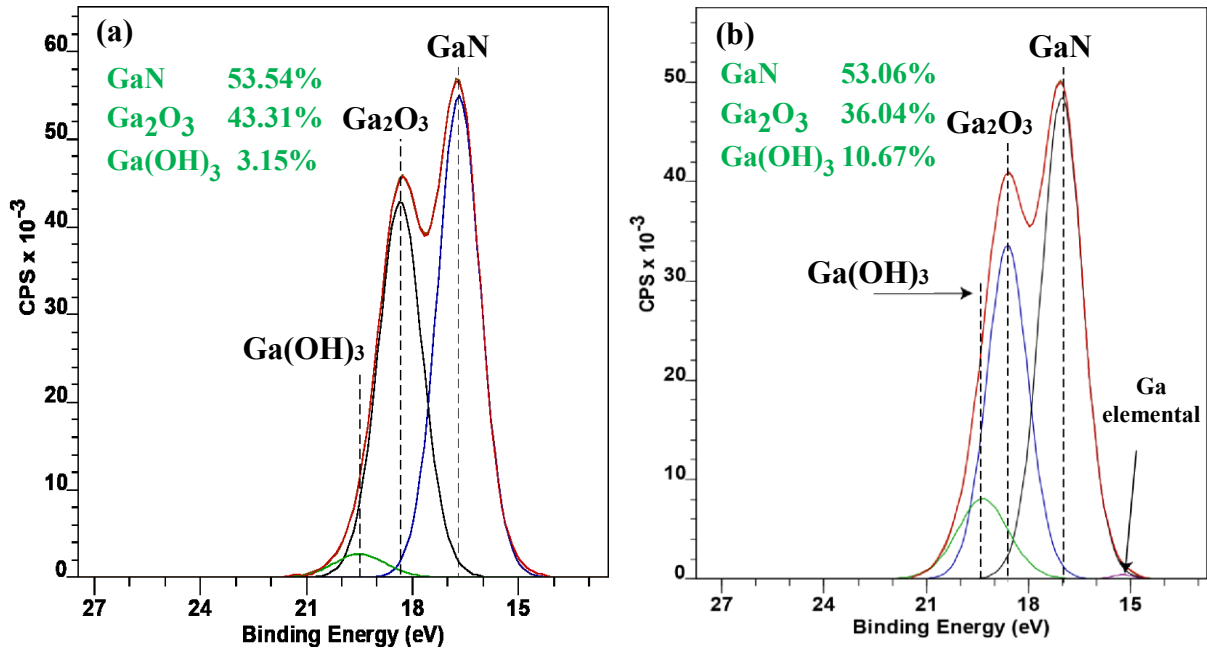 (a)
GaN
GaN 53.54%
Ga₂O₃ 43.31%
Ga(OH)₃ 3.15%
Ga₂O₃
Ga(OH)₃
60
50
40
30
20
10
0
CPS x 10⁻³
27 21 18 15
Binding Energy (eV)
(b)
GaN
GaN 53.06%
Ga₂O₃ 36.04%
Ga(OH)₃ 10.67%
Ga₂O₃
Ga(OH)₃
Ga
elemental
50
40
30
20
10
0
CPS x 10⁻³
27 21 18 15
Binding Energy (eV)